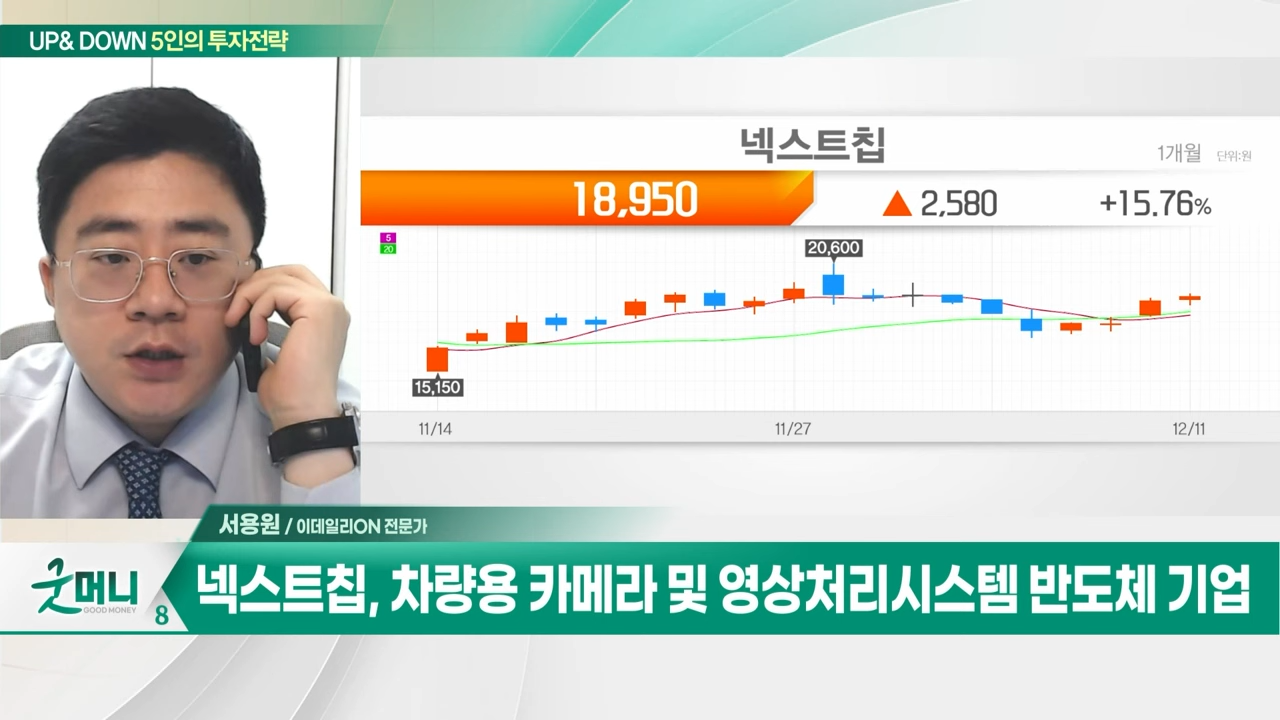 UP& DOWN 5인의 투자전략
넥스트칩
1개월 단위:원
18,950 ▲ 2,580 +15.76%
5
20
20,600
15,150
11/14 11/27 12/11
서용원 / 이데일리ON 전문가
굿머니
GOOD MONEY
8
넥스트칩, 차량용 카메라 및 영상처리시스템 반도체 기업